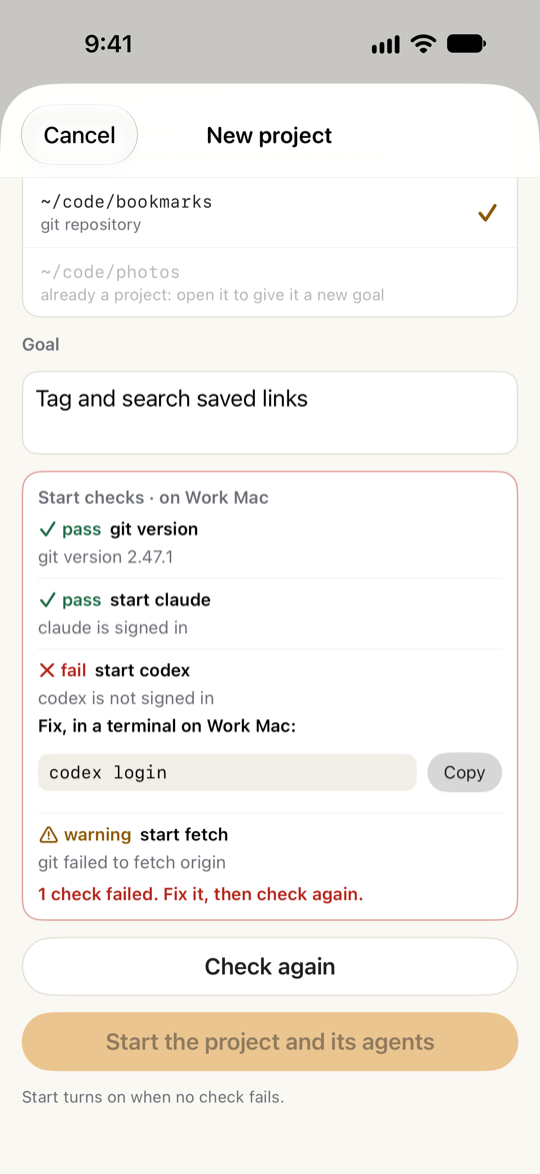 9:41
Cancel
New project
~/code/bookmarks
git repository
~/code/photos
already a project: open it to give it a new goal
Goal
Tag and search saved links
Start checks · on Work Mac
pass git version
git version 2.47.1
pass start claude
claude is signed in
fail start codex
codex is not signed in
Fix, in a terminal on Work Mac:
codex login
Copy
warning start fetch
git failed to fetch origin
1 check failed. Fix it, then check again.
Check again
Start the project and its agents
Start turns on when no check fails.